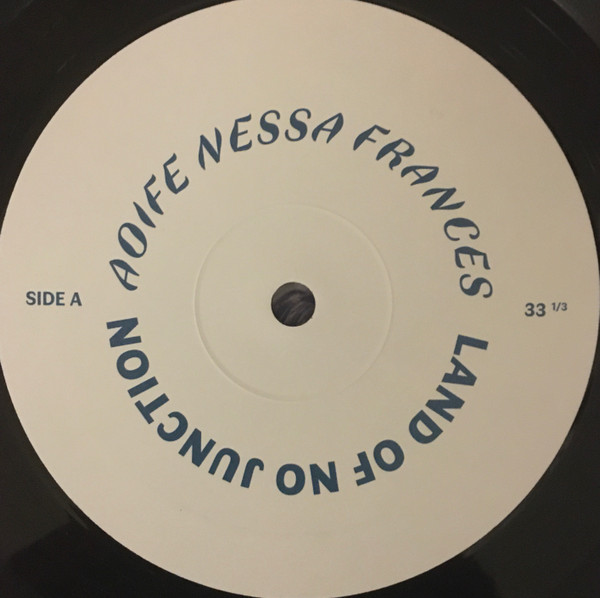 AOIFE NESSA FRANCES
LAND OF NO JUNCTION
SIDE A
33 1/3